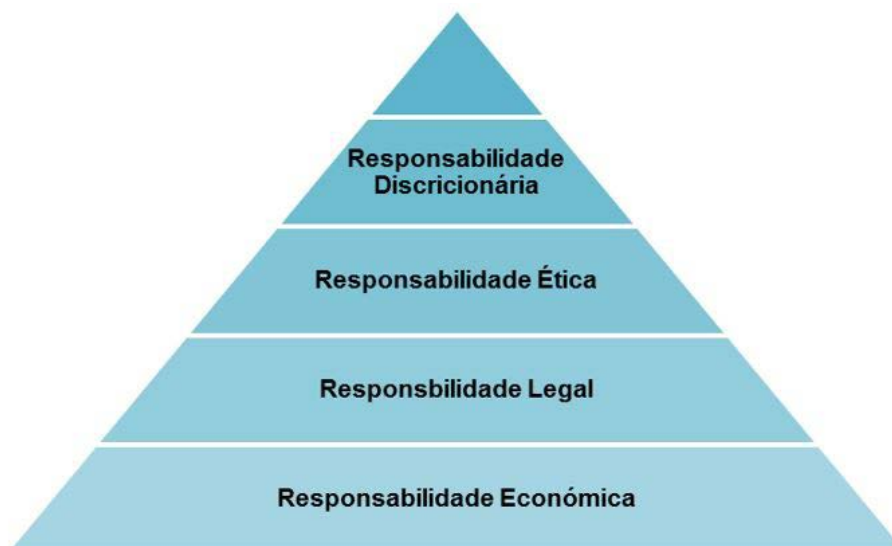 Responsabilidade
Discricionária
Responsabilidade Ética
Responsbilidade Legal
Responsabilidade Económica